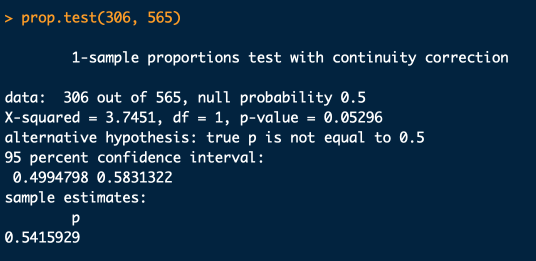 > prop.test(306, 565)
1-sample proportions test with continuity correction
data:  306 out of 565, null probability 0.5
X-squared = 3.7451, df = 1, p-value = 0.05296
alternative hypothesis: true p is not equal to 0.5
95 percent confidence interval:
0.4994798 0.5831322
sample estimates:
p
0.5415929